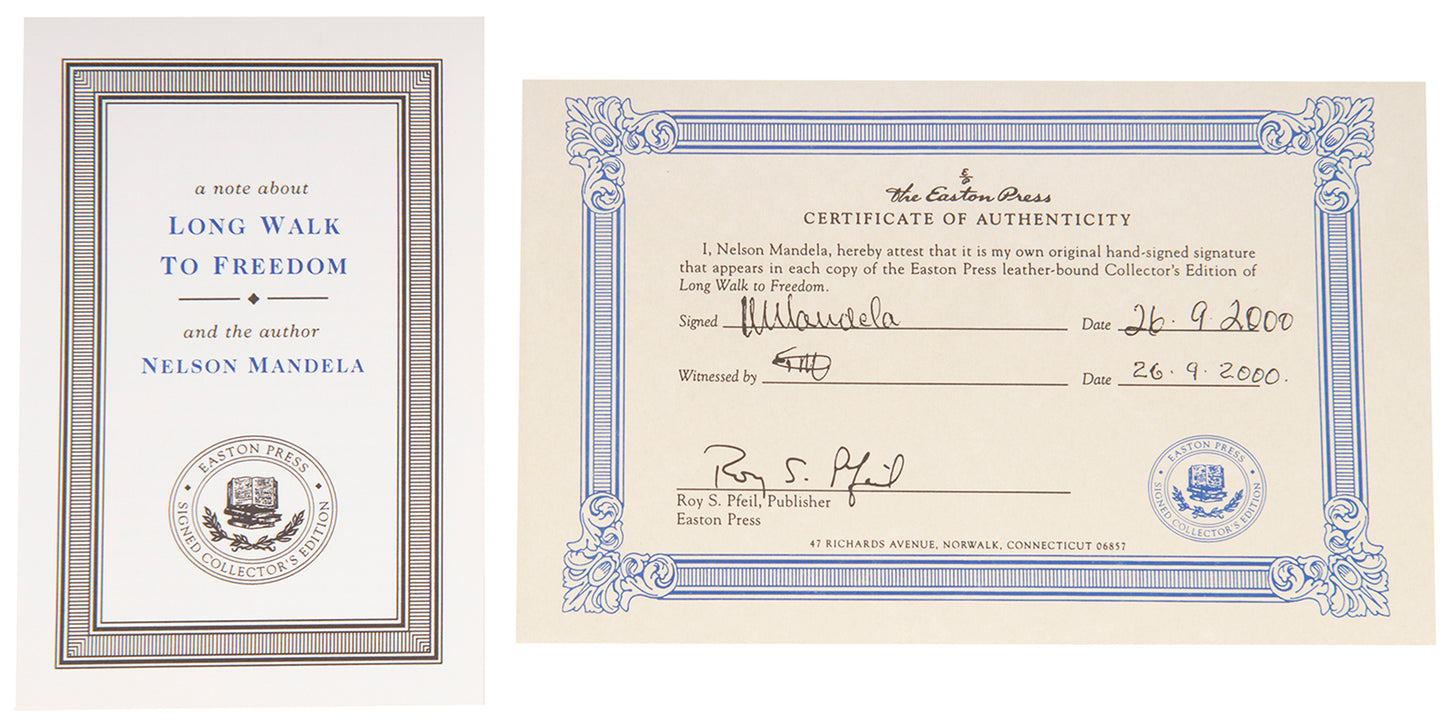 a note about
LONG WALK
TO FREEDOM
and the author
NELSON MANDELA
EASTON PRESS
SIGNED COLLECTOR'S EDITION
E/P
the Easton Press
CERTIFICATE OF AUTHENTICITY
I, Nelson Mandela, hereby attest that it is my own original hand-signed signature
that appears in each copy of the Easton Press leather-bound Collector's Edition of
Long Walk to Freedom.
Signed NMandela Date 26.9.2000
Witnessed by Date 26.9.2000.
Roy S. Pfeil
Roy S. Pfeil, Publisher
Easton Press
EASTON PRESS
SIGNED COLLECTOR'S EDITION
47 RICHARDS AVENUE, NORWALK, CONNECTICUT 06857